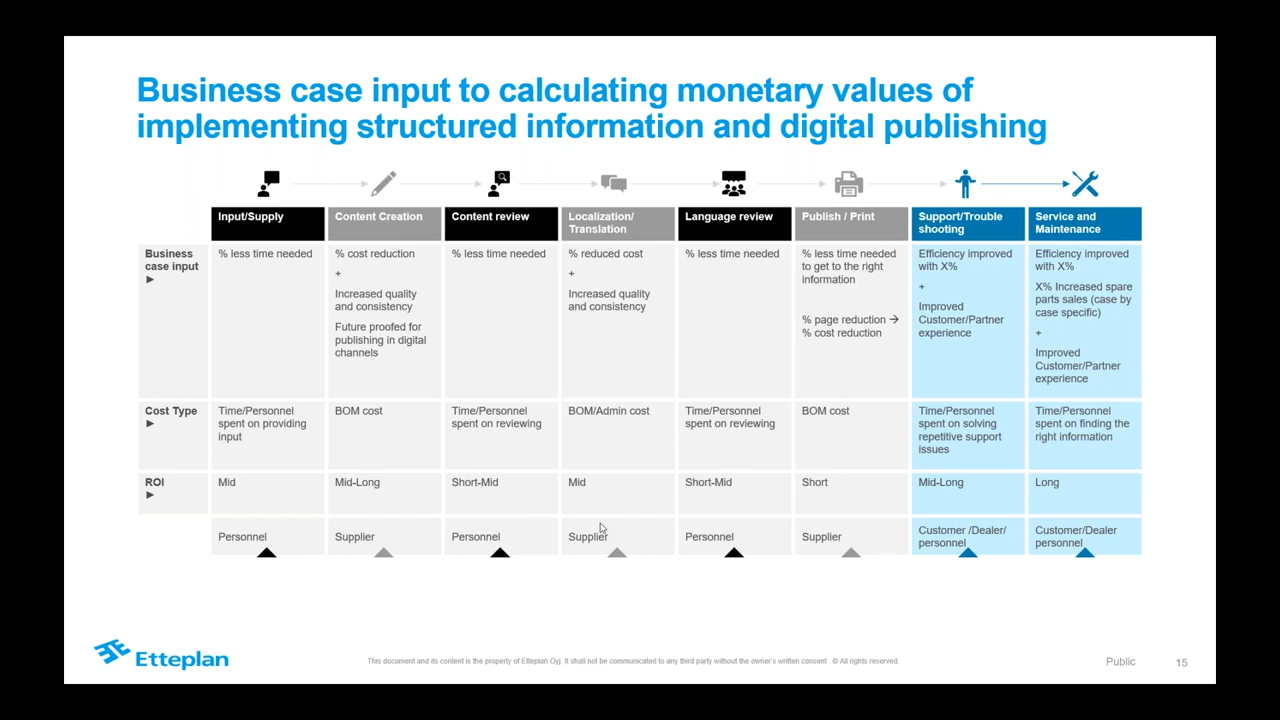 Business case input to calculating monetary values of
implementing structured information and digital publishing
Input/Supply
Content Creation
Content review
Localization/
Translation
Language review
Publish / Print
Support/Trouble
shooting
Service and
Maintenance
Business
case input
►
% less time needed
% cost reduction
+
Increased quality
and consistency
Future proofed for
publishing in digital
channels
% less time needed
% reduced cost
+
Increased quality
and consistency
% less time needed
% less time needed
to get to the right
information
% page reduction →
% cost reduction
Efficiency improved
with X%
+
Improved
Customer/Partner
experience
Efficiency improved
with X%
X% Increased spare
parts sales (case by
case specific)
+
Improved
Customer/Partner
experience
Cost Type
►
Time/Personnel
spent on providing
input
BOM cost
Time/Personnel
spent on reviewing
BOM/Admin cost
Time/Personnel
spent on reviewing
BOM cost
Time/Personnel
spent on solving
repetitive support
issues
Time/Personnel
spent on finding the
right information
ROI
►
Mid
Mid-Long
Short-Mid
Mid
Short-Mid
Short
Mid-Long
Long
Personnel
Supplier
Personnel
Supplier
Personnel
Supplier
Customer /Dealer/
personnel
Customer/Dealer
personnel
Etteplan
This document and its content is the property of Etteplan Oyj. It shall not be communicated to any third party without the owner's written consent . © All rights reserved.
Public
15